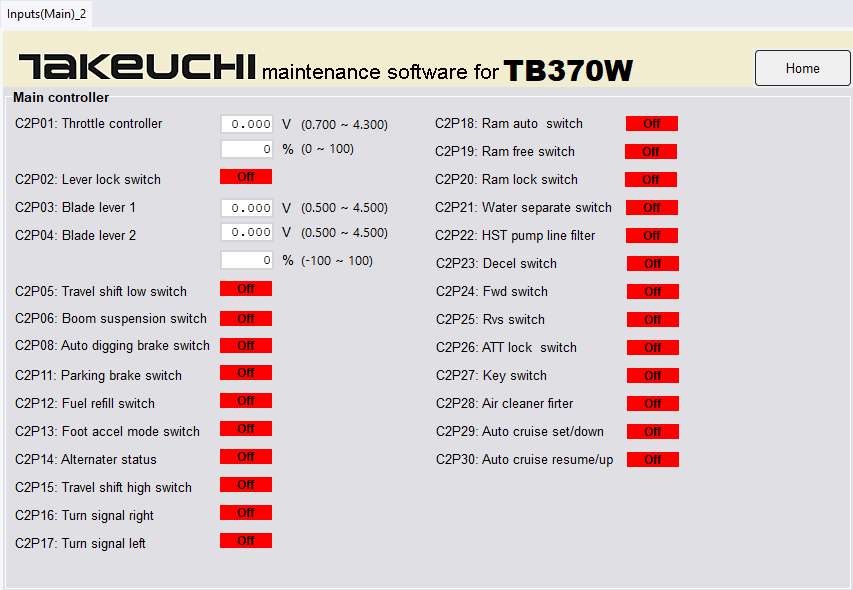 Inputs(Main)_2
TAKEUCHI maintenance software for TB370W
Home
Main controller
C2P01: Throttle controller 0.000 V (0.700 ~ 4.300)
0 % (0 ~ 100)
C2P02: Lever lock switch Off
C2P03: Blade lever 1 0.000 V (0.500 ~ 4.500)
C2P04: Blade lever 2 0.000 V (0.500 ~ 4.500)
0 % (-100 ~ 100)
C2P05: Travel shift low switch Off
C2P06: Boom suspension switch Off
C2P08: Auto digging brake switch Off
C2P11: Parking brake switch Off
C2P12: Fuel refill switch Off
C2P13: Foot accel mode switch Off
C2P14: Alternater status Off
C2P15: Travel shift high switch Off
C2P16: Turn signal right Off
C2P17: Turn signal left Off
C2P18: Ram auto switch Off
C2P19: Ram free switch Off
C2P20: Ram lock switch Off
C2P21: Water separate switch Off
C2P22: HST pump line filter Off
C2P23: Decel switch Off
C2P24: Fwd switch Off
C2P25: Rvs switch Off
C2P26: ATT lock switch Off
C2P27: Key switch Off
C2P28: Air cleaner firter Off
C2P29: Auto cruise set/down Off
C2P30: Auto cruise resume/up Off